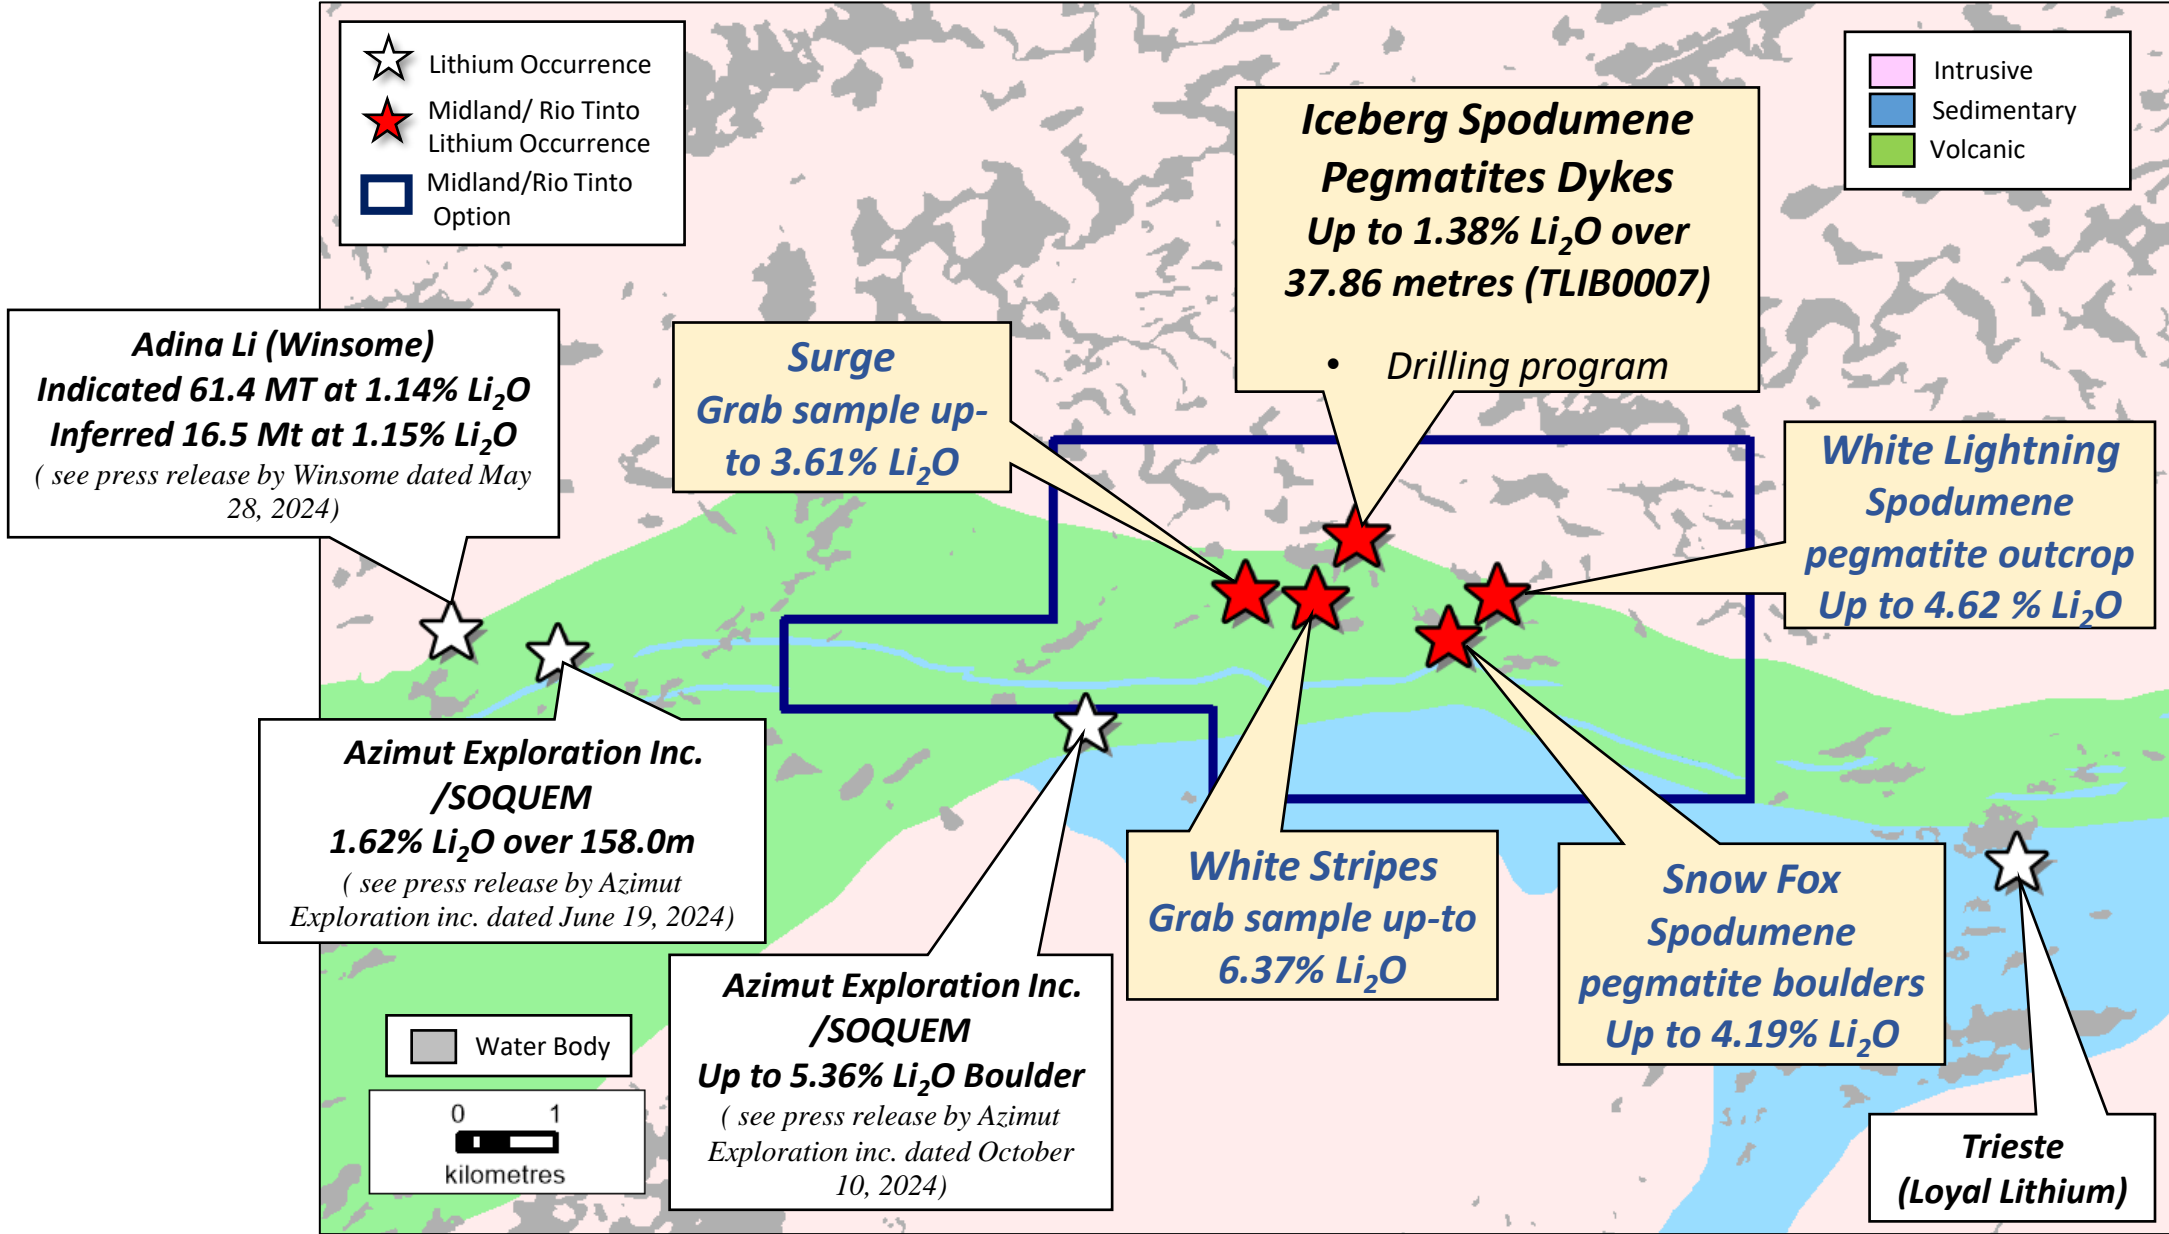 Lithium Occurrence
Midland/ Rio Tinto
Lithium Occurrence
Midland/Rio Tinto
Option
Intrusive
Sedimentary
Volcanic
Iceberg Spodumene
Pegmatites Dykes
Up to 1.38% Li₂O over
37.86 metres (TLIB0007)
• Drilling program
Adina Li (Winsome)
Indicated 61.4 MT at 1.14% Li₂O
Inferred 16.5 Mt at 1.15% Li₂O
( see press release by Winsome dated May
28, 2024)
Surge
Grab sample up-
to 3.61% Li₂O
White Lightning
Spodumene
pegmatite outcrop
Up to 4.62 % Li₂O
Azimut Exploration Inc.
/SOQUEM
1.62% Li₂O over 158.0m
( see press release by Azimut
Exploration inc. dated June 19, 2024)
White Stripes
Grab sample up-to
6.37% Li₂O
Snow Fox
Spodumene
pegmatite boulders
Up to 4.19% Li₂O
Azimut Exploration Inc.
/SOQUEM
Up to 5.36% Li₂O Boulder
( see press release by Azimut
Exploration inc. dated October
10, 2024)
Water Body
0 1
kilometres
Trieste
(Loyal Lithium)